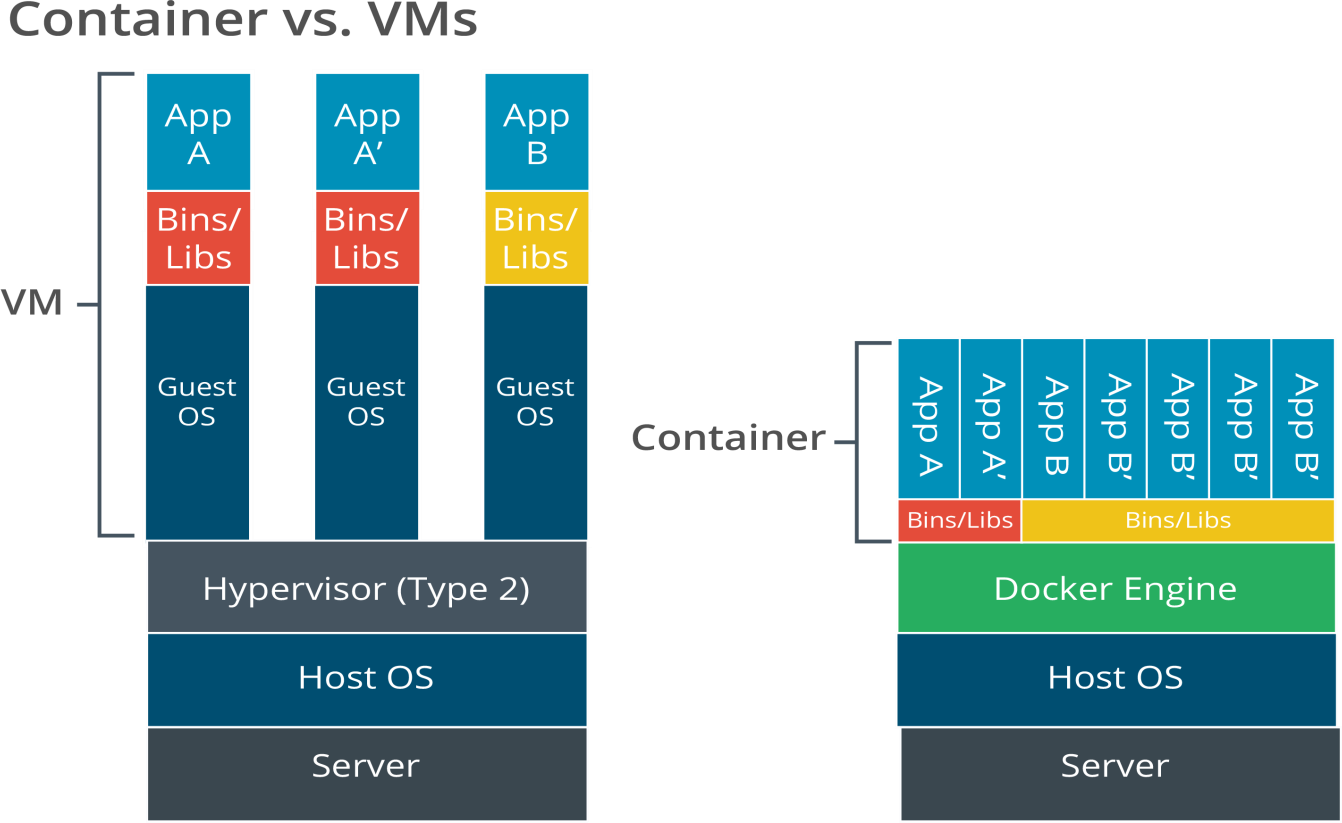 Container vs. VMs
VM
App
A
App
A’
App
B
Bins/
Libs
Bins/
Libs
Bins/
Libs
Guest
OS
Guest
OS
Guest
OS
Hypervisor (Type 2)
Host OS
Server
Container
App A
App A’
App B
App B’
App B’
App B’
App B’
Bins/Libs
Bins/Libs
Docker Engine
Host OS
Server